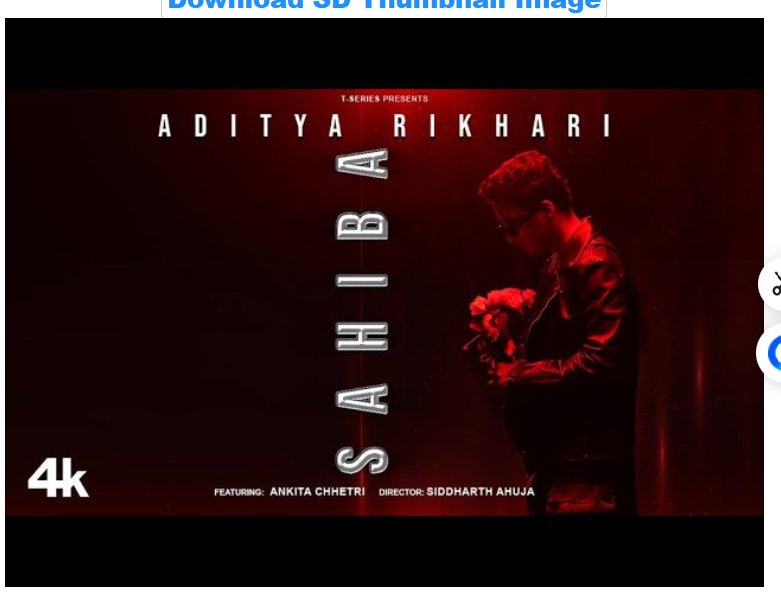 Download SD Thumbnail Image
T-SERIES PRESENTS
ADITYA RIKHARI
SAHIBA
4k
FEATURING: ANKITA CHHETRI DIRECTOR: SIDDHARTH AHUJA